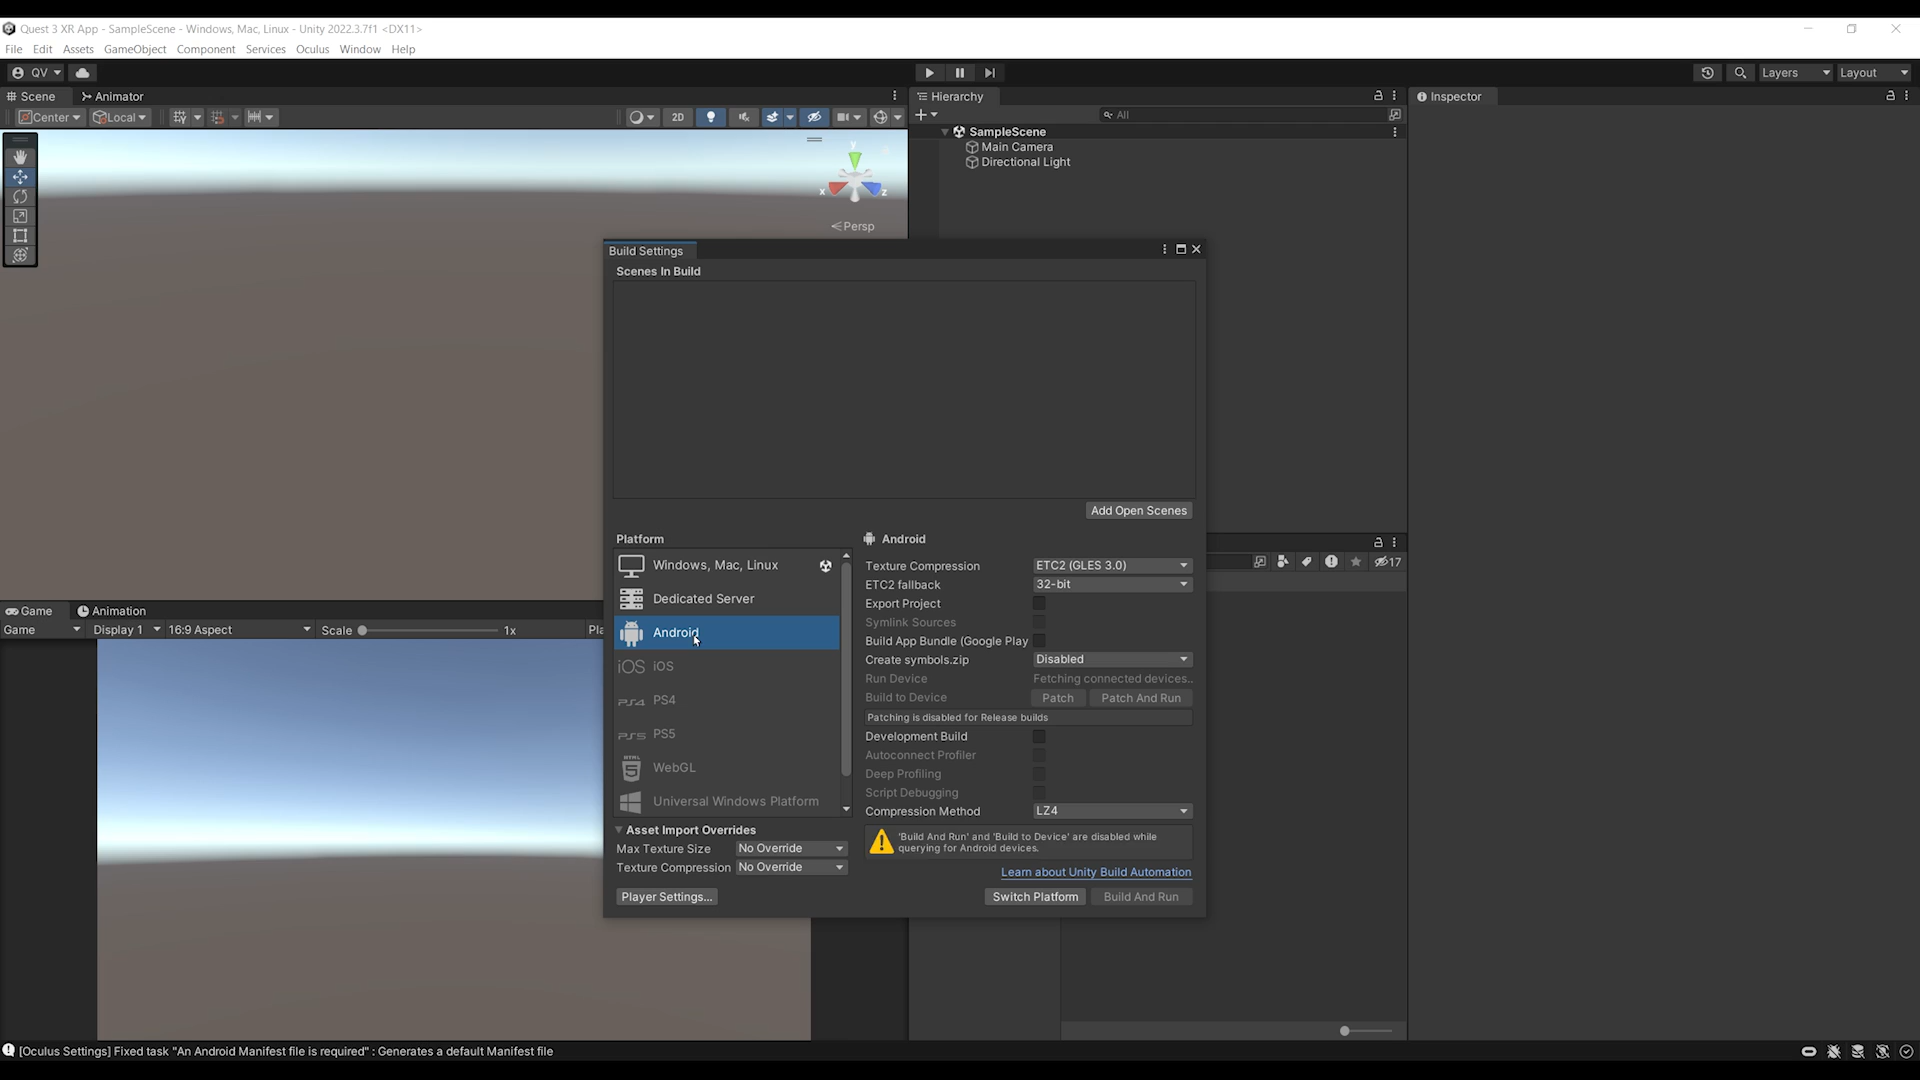 Quest 3 XR App - SampleScene - Windows, Mac, Linux - Unity 2022.3.7f1 <DX11>
File Edit Assets GameObject Component Services Oculus Window Help
QV Layers Layout
Scene Animator Hierarchy Inspector
Center Local 2D All
SampleScene
Main Camera
Directional Light
y
x z
Persp
Build Settings
Scenes In Build
Add Open Scenes
Platform
Windows, Mac, Linux
Dedicated Server
Android
iOS iOS
PS4 PS4
PS5 PS5
HTML 5 WebGL
Universal Windows Platform
Asset Import Overrides
Max Texture Size No Override
Texture Compression No Override
Player Settings...
Android
Texture Compression ETC2 (GLES 3.0)
ETC2 fallback 32-bit
Export Project
Symlink Sources
Build App Bundle (Google Play
Create symbols.zip Disabled
Run Device Fetching connected devices..
Build to Device Patch Patch And Run
Patching is disabled for Release builds
Development Build
Autoconnect Profiler
Deep Profiling
Script Debugging
Compression Method LZ4
'Build And Run' and 'Build to Device' are disabled while
querying for Android devices.
Learn about Unity Build Automation
Switch Platform Build And Run
17
Game Animation
Game Display 1 16:9 Aspect Scale 1x Pla
[Oculus Settings] Fixed task "An Android Manifest file is required" : Generates a default Manifest file